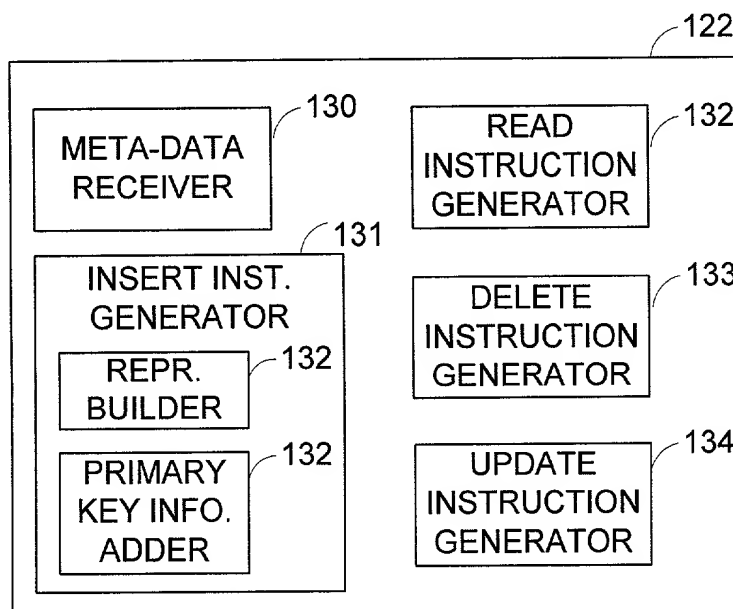 122
META-DATA
RECEIVER
130
INSERT INST.
GENERATOR
131
REPR.
BUILDER
132
PRIMARY
KEY INFO.
ADDER
132
READ
INSTRUCTION
GENERATOR
132
DELETE
INSTRUCTION
GENERATOR
133
UPDATE
INSTRUCTION
GENERATOR
134